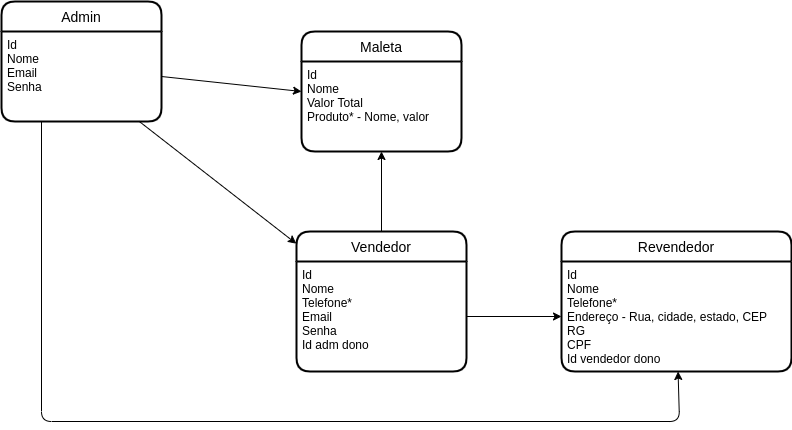 Admin
Id
Nome
Email
Senha
Maleta
Id
Nome
Valor Total
Produto* - Nome, valor
Vendedor
Id
Nome
Telefone*
Email
Senha
Id adm dono
Revendedor
Id
Nome
Telefone*
Endereço - Rua, cidade, estado, CEP
RG
CPF
Id vendedor dono